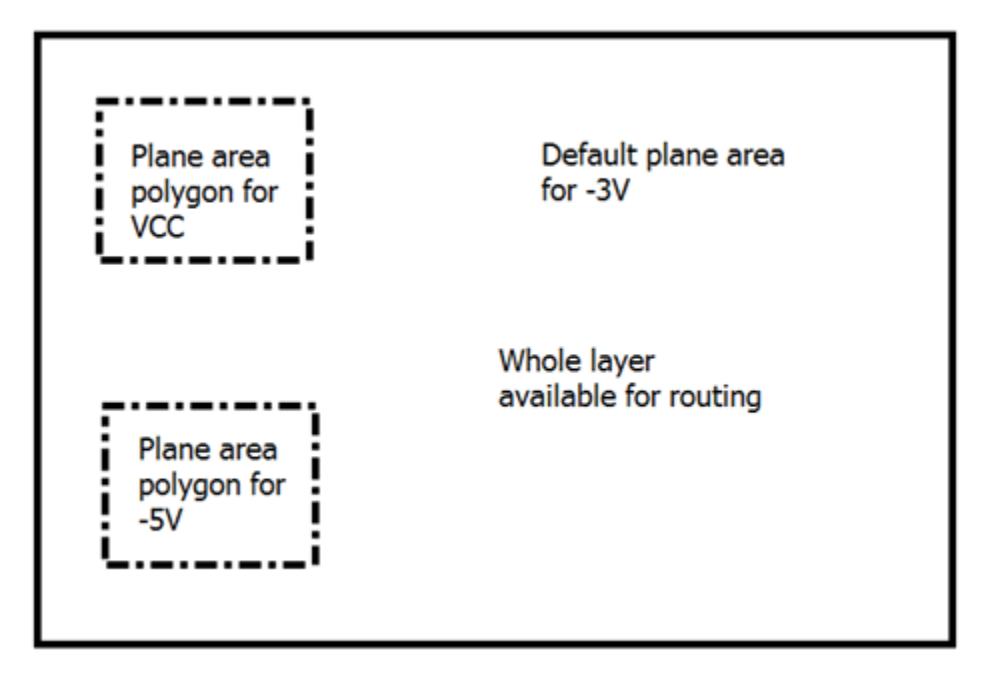 Plane area
polygon for
VCC
Default plane area
for -3V
Whole layer
available for routing
Plane area
polygon for
-5V